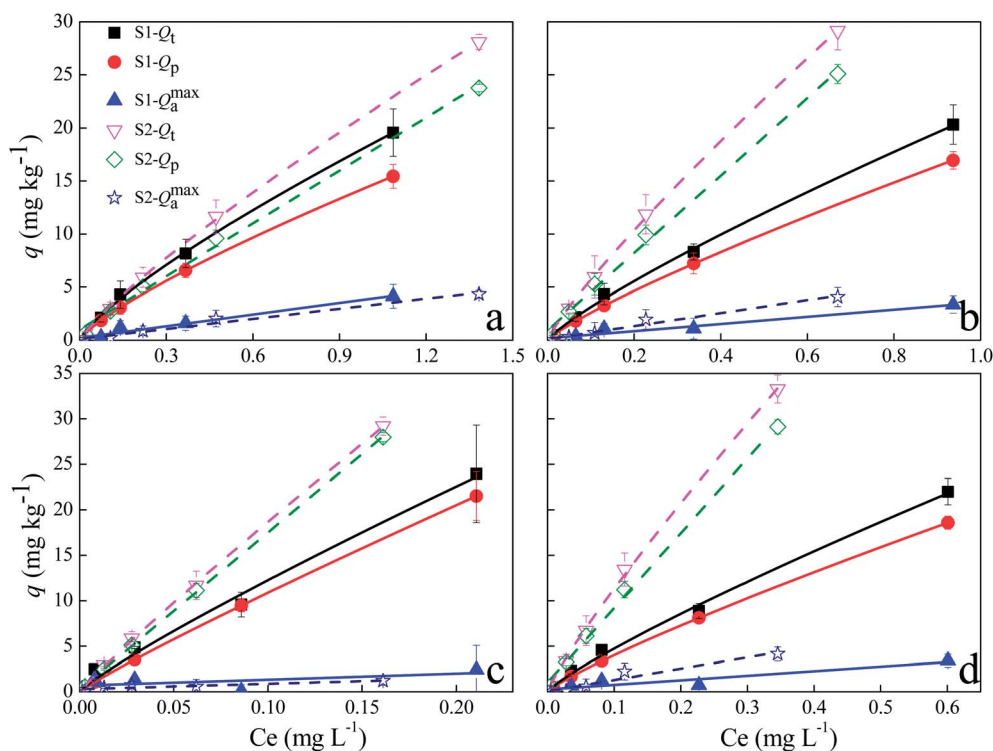 30
25
20
15
10
5
0
q (mg kg⁻¹)
S1-Qt
S1-Qp
S1-Qa^max
S2-Qt
S2-Qp
S2-Qa^max
a
0.0 0.3 0.6 0.9 1.2 1.5
b
0.0 0.2 0.4 0.6 0.8 1.0
35
30
25
20
15
10
5
0
q (mg kg⁻¹)
c
0.00 0.05 0.10 0.15 0.20
Ce (mg L⁻¹)
d
0.0 0.1 0.2 0.3 0.4 0.5 0.6
Ce (mg L⁻¹)